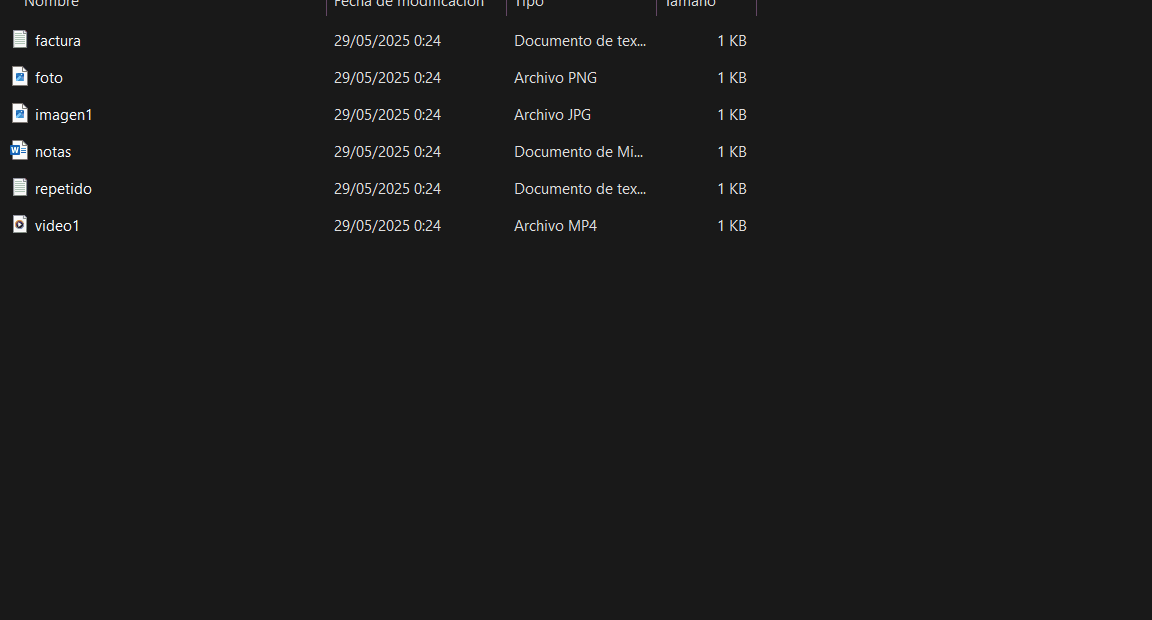 Nombre Fecha de modificación Tipo Tamaño
factura 29/05/2025 0:24 Documento de tex... 1 KB
foto 29/05/2025 0:24 Archivo PNG 1 KB
imagen1 29/05/2025 0:24 Archivo JPG 1 KB
notas 29/05/2025 0:24 Documento de Mi... 1 KB
repetido 29/05/2025 0:24 Documento de tex... 1 KB
video1 29/05/2025 0:24 Archivo MP4 1 KB